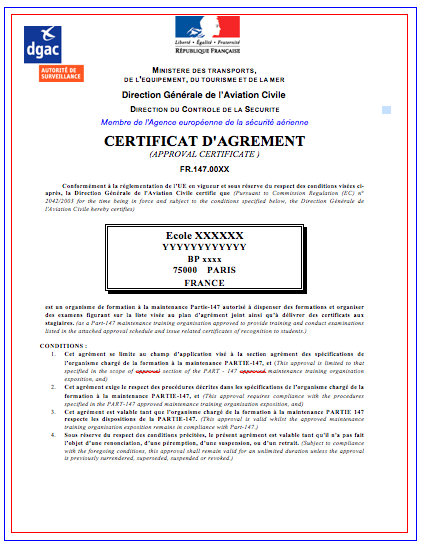 dgac
AUTORITÉ DE
SURVEILLANCE
Liberté • Égalité • Fraternité
RÉPUBLIQUE FRANÇAISE
MINISTERE DES TRANSPORTS,
DE L'EQUIPEMENT, DU TOURISME ET DE LA MER
Direction Générale de l'Aviation Civile
DIRECTION DU CONTROLE DE LA SECURITE
Membre de l'Agence européenne de la sécurité aérienne
CERTIFICAT D'AGREMENT
(APPROVAL CERTIFICATE )
FR.147.00XX
Conformément à la réglementation de l'UE en vigueur et sous réserve du respect des conditions visées ci-
après, la Direction Générale de l'Aviation Civile certifie que (Pursuant to Commission Regulation (EC) n°
2042/2003 for the time being in force and subject to the conditions specified below, the Direction Générale de
l'Aviation Civile hereby certifies)
Ecole XXXXXX
YYYYYYYYYYYY
BP xxxx
75000 PARIS
FRANCE
est un organisme de formation à la maintenance Partie-147 autorisé à dispenser des formations et organiser
des examens figurant sur la liste visée au plan d'agrément joint ainsi qu'à délivrer des certificats aux
stagiaires. (as a Part-147 maintenance training organisation approved to provide training and conduct examinations
listed in the attached approval schedule and issue related certificates of recognition to students.)
CONDITIONS :
1. Cet agrément se limite au champ d'application visé à la section agrément des spécifications de
l'organisme chargé de la formation à la maintenance PARTIE-147, et (This approval is limited to that
specified in the scope of approval section of the PART - 147 approved maintenance training organisation
exposition, and)
2. Cet agrément exige le respect des procédures décrites dans les spécifications de l'organisme chargé de la
formation à la maintenance PARTIE-147, et (This approval requires compliance with the procedures
specified in the PART-147 approved maintenance training organisation exposition, and)
3. Cet agrément est valable tant que l'organisme chargé de la formation à la maintenance PARTIE 147
respecte les dispositions de la PARTIE-147. (This approval is valid whilst the approved maintenance
training organisation exposition remains in compliance with Part-147.)
4. Sous réserve du respect des conditions précitées, le présent agrément est valable tant qu'il n'a pas fait
l'objet d'une renonciation, d'une péremption, d'une suspension, ou d'un retrait. (Subject to compliance
with the foregoing conditions, this approval shall remain valid for an unlimited duration unless the approval
is previously surrendered, superseded, suspended or revoked.)